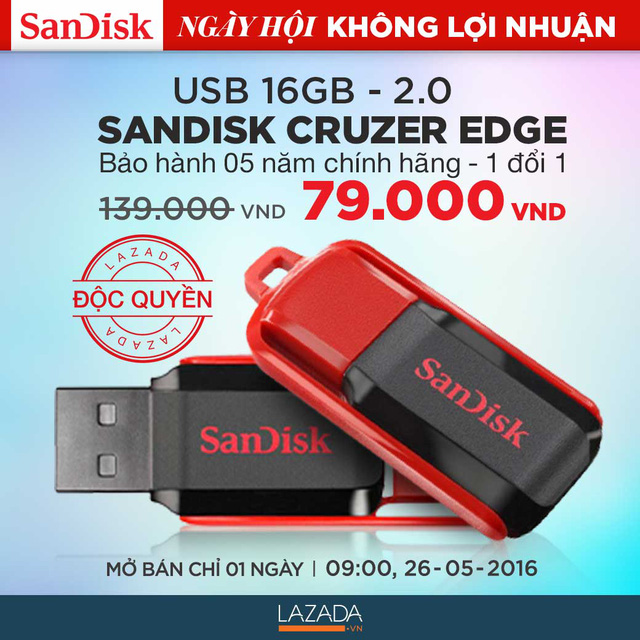 SanDisk
NGÀY HỘI KHÔNG LỢI NHUẬN
USB 16GB - 2.0
SANDISK CRUZER EDGE
Bảo hành 05 năm chính hãng - 1 đổi 1
139.000 VND 79.000 VND
LAZADA
ĐỘC QUYỀN
LAZADA
SanDisk
SanDisk
MỞ BÁN CHỈ 01 NGÀY | 09:00, 26-05-2016
LAZADA
.VN